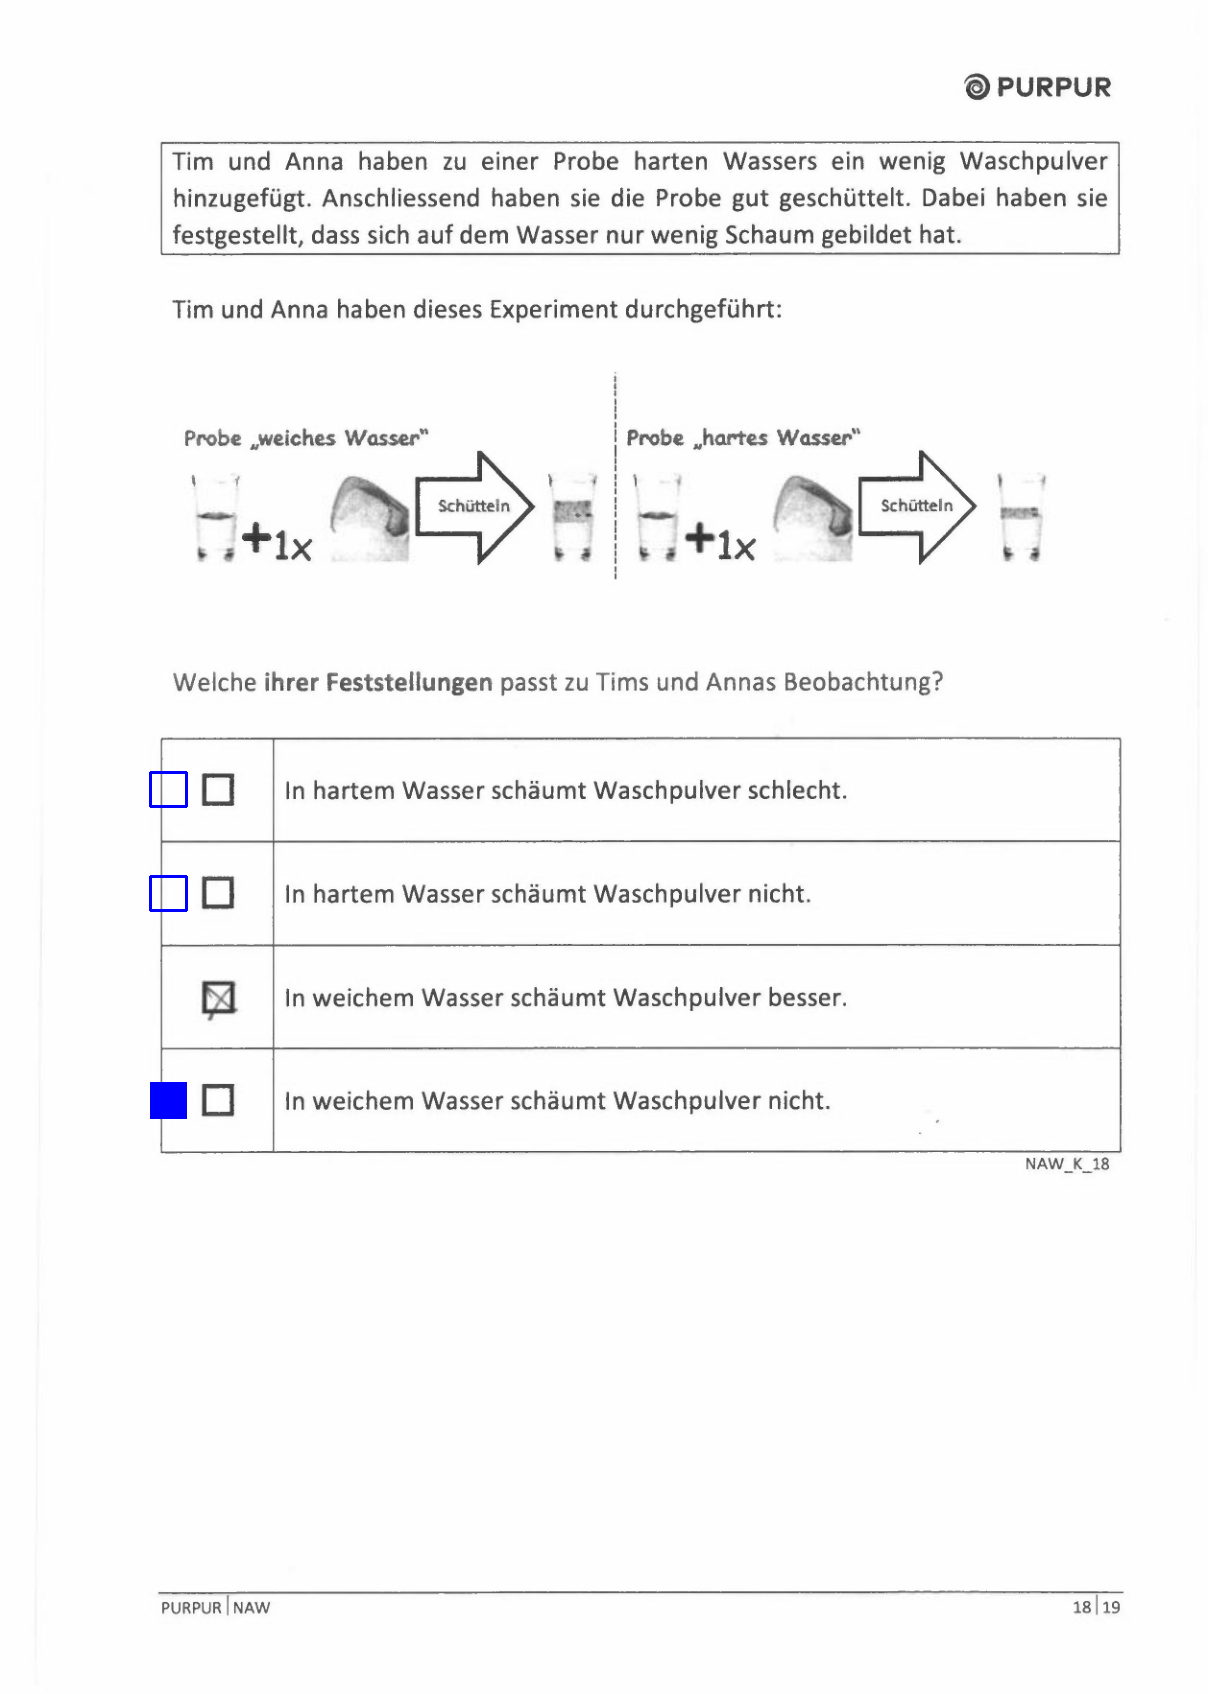 PURPUR
Tim und Anna haben zu einer Probe harten Wassers ein wenig Waschpulver
hinzugefügt. Anschliessend haben sie die Probe gut geschüttelt. Dabei haben sie
festgestellt, dass sich auf dem Wasser nur wenig Schaum gebildet hat.
Tim und Anna haben dieses Experiment durchgeführt:
Probe „weiches Wasser"
+1x
Schütteln
Probe „hartes Wasser"
+1x
Schütteln
Welche ihrer Feststellungen passt zu Tims und Annas Beobachtung?
In hartem Wasser schäumt Waschpulver schlecht.
In hartem Wasser schäumt Waschpulver nicht.
In weichem Wasser schäumt Waschpulver besser.
In weichem Wasser schäumt Waschpulver nicht.
NAW_K_18
PURPUR | NAW
18 | 19